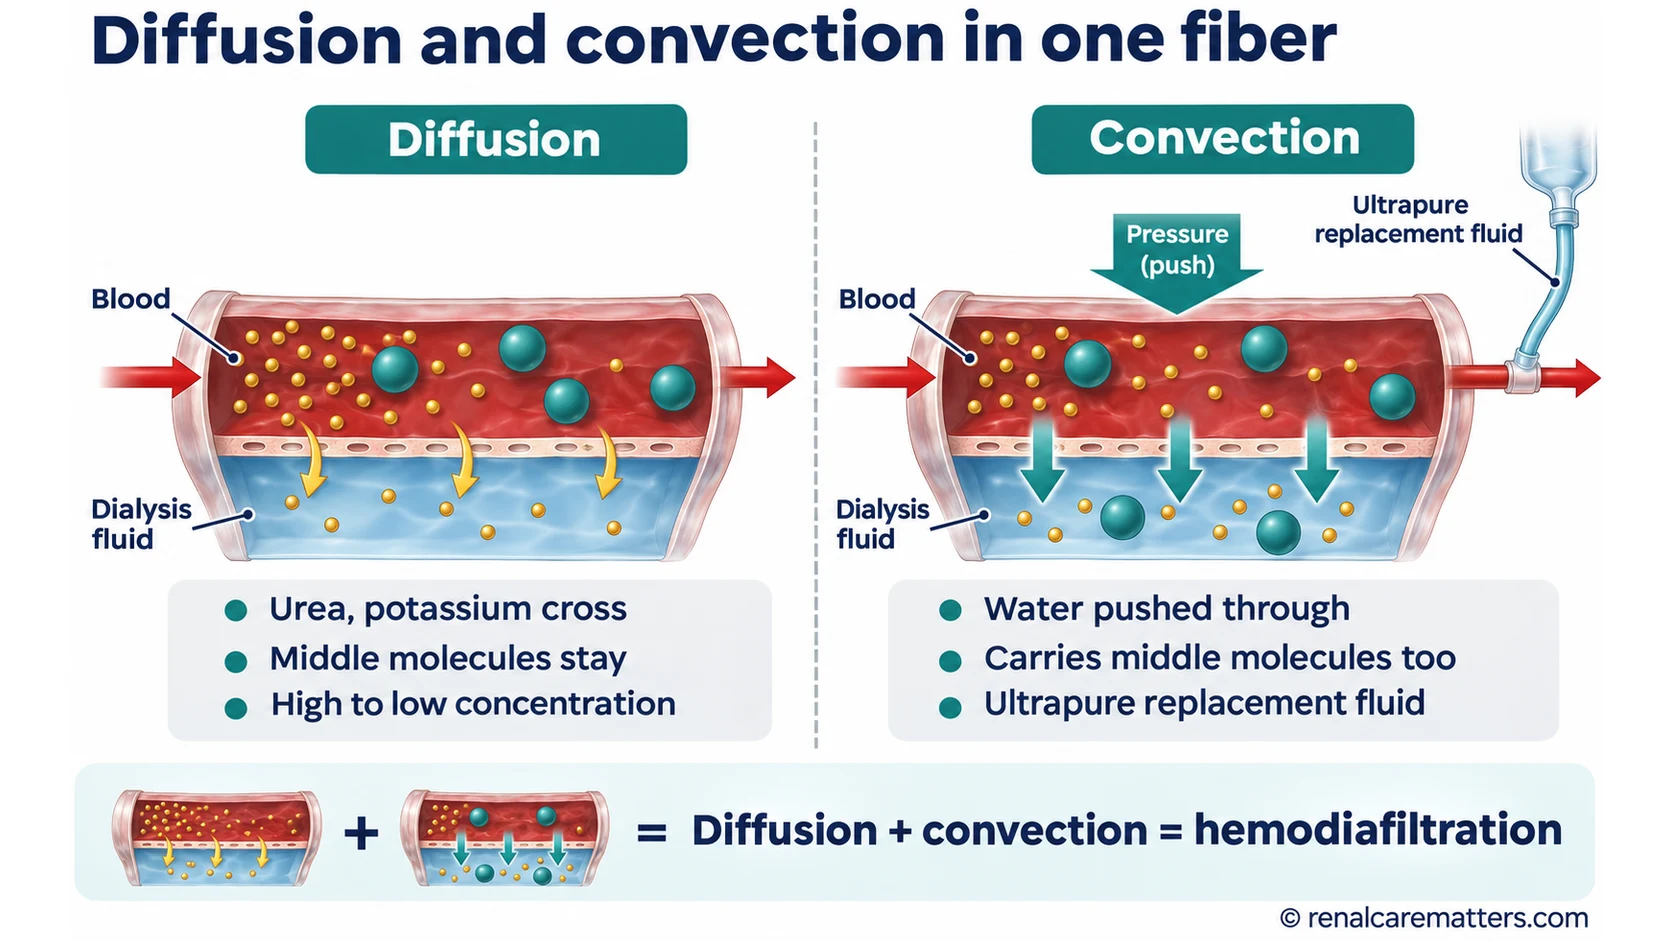 Diffusion and convection in one fiber
Diffusion
Blood
Dialysis
fluid
Urea, potassium cross
Middle molecules stay
High to low concentration
Convection
Pressure
(push)
Ultrapure
replacement fluid
Blood
Dialysis
fluid
Water pushed through
Carries middle molecules too
Ultrapure replacement fluid
+ = Diffusion + convection = hemodiafiltration
© renalcarematters.com